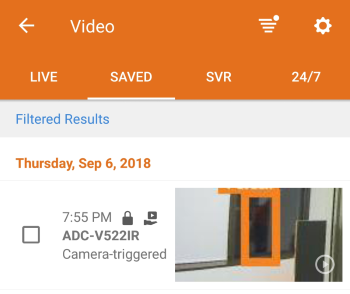 Video
LIVE SAVED SVR 24/7
Filtered Results
Thursday, Sep 6, 2018
7:55 PM
ADC-V522IR
Camera-triggered